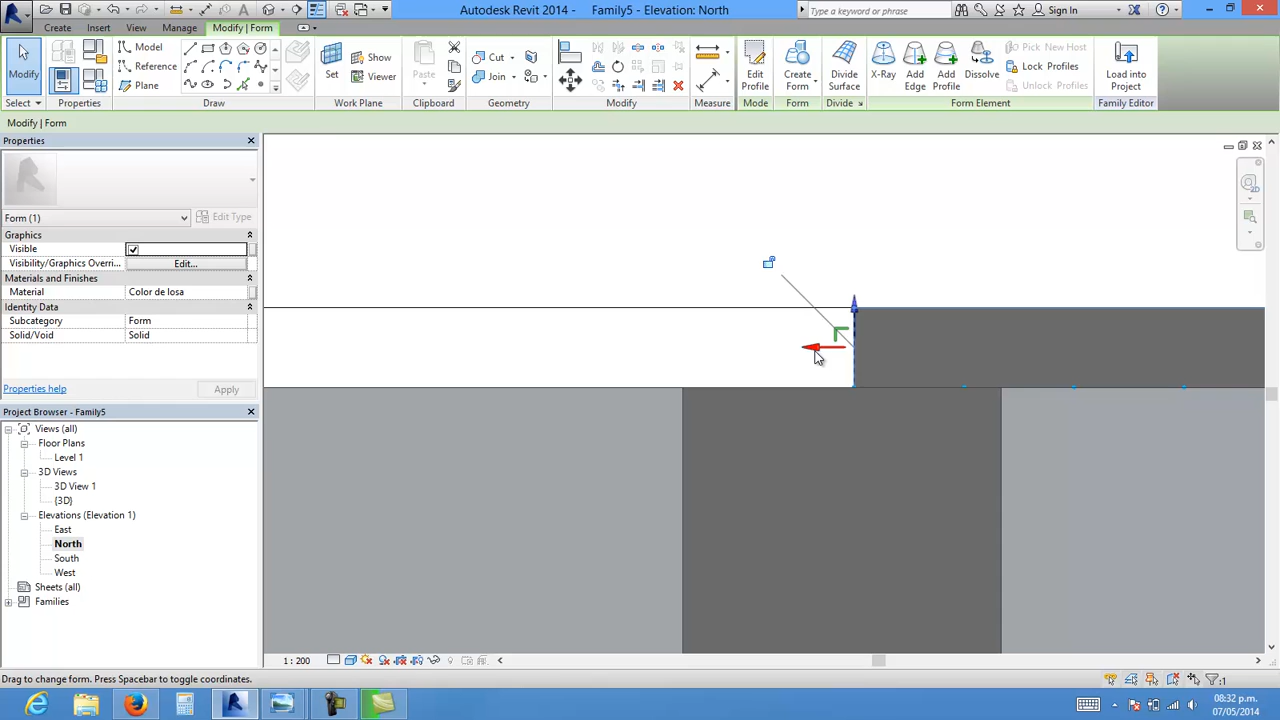 Autodesk Revit 2014 - Family5 - Elevation: North
Type a keyword or phrase
Sign In
Create Insert View Manage Modify | Form
Modify
Model
Reference
Plane
Set
Show
Viewer
Paste
Cut
Join
Edit Profile
Create Form
Divide Surface
X-Ray
Add Edge
Add Profile
Dissolve
Pick New Host
Lock Profiles
Unlock Profiles
Load into Project
Select Properties Draw Work Plane Clipboard Geometry Modify Measure Mode Form Divide Form Element Family Editor
Modify | Form
Properties
Form (1)
Edit Type
Graphics
Visible
Visibility/Graphics Overri...
Edit...
Materials and Finishes
Material Color de losa
Identity Data
Subcategory Form
Solid/Void Solid
Properties help
Apply
Project Browser - Family5
Views (all)
Floor Plans
Level 1
3D Views
3D View 1
{3D}
Elevations (Elevation 1)
East
North
South
West
Sheets (all)
Families
1 : 200
Drag to change form. Press Spacebar to toggle coordinates.
:1
08:32 p.m.
07/05/2014